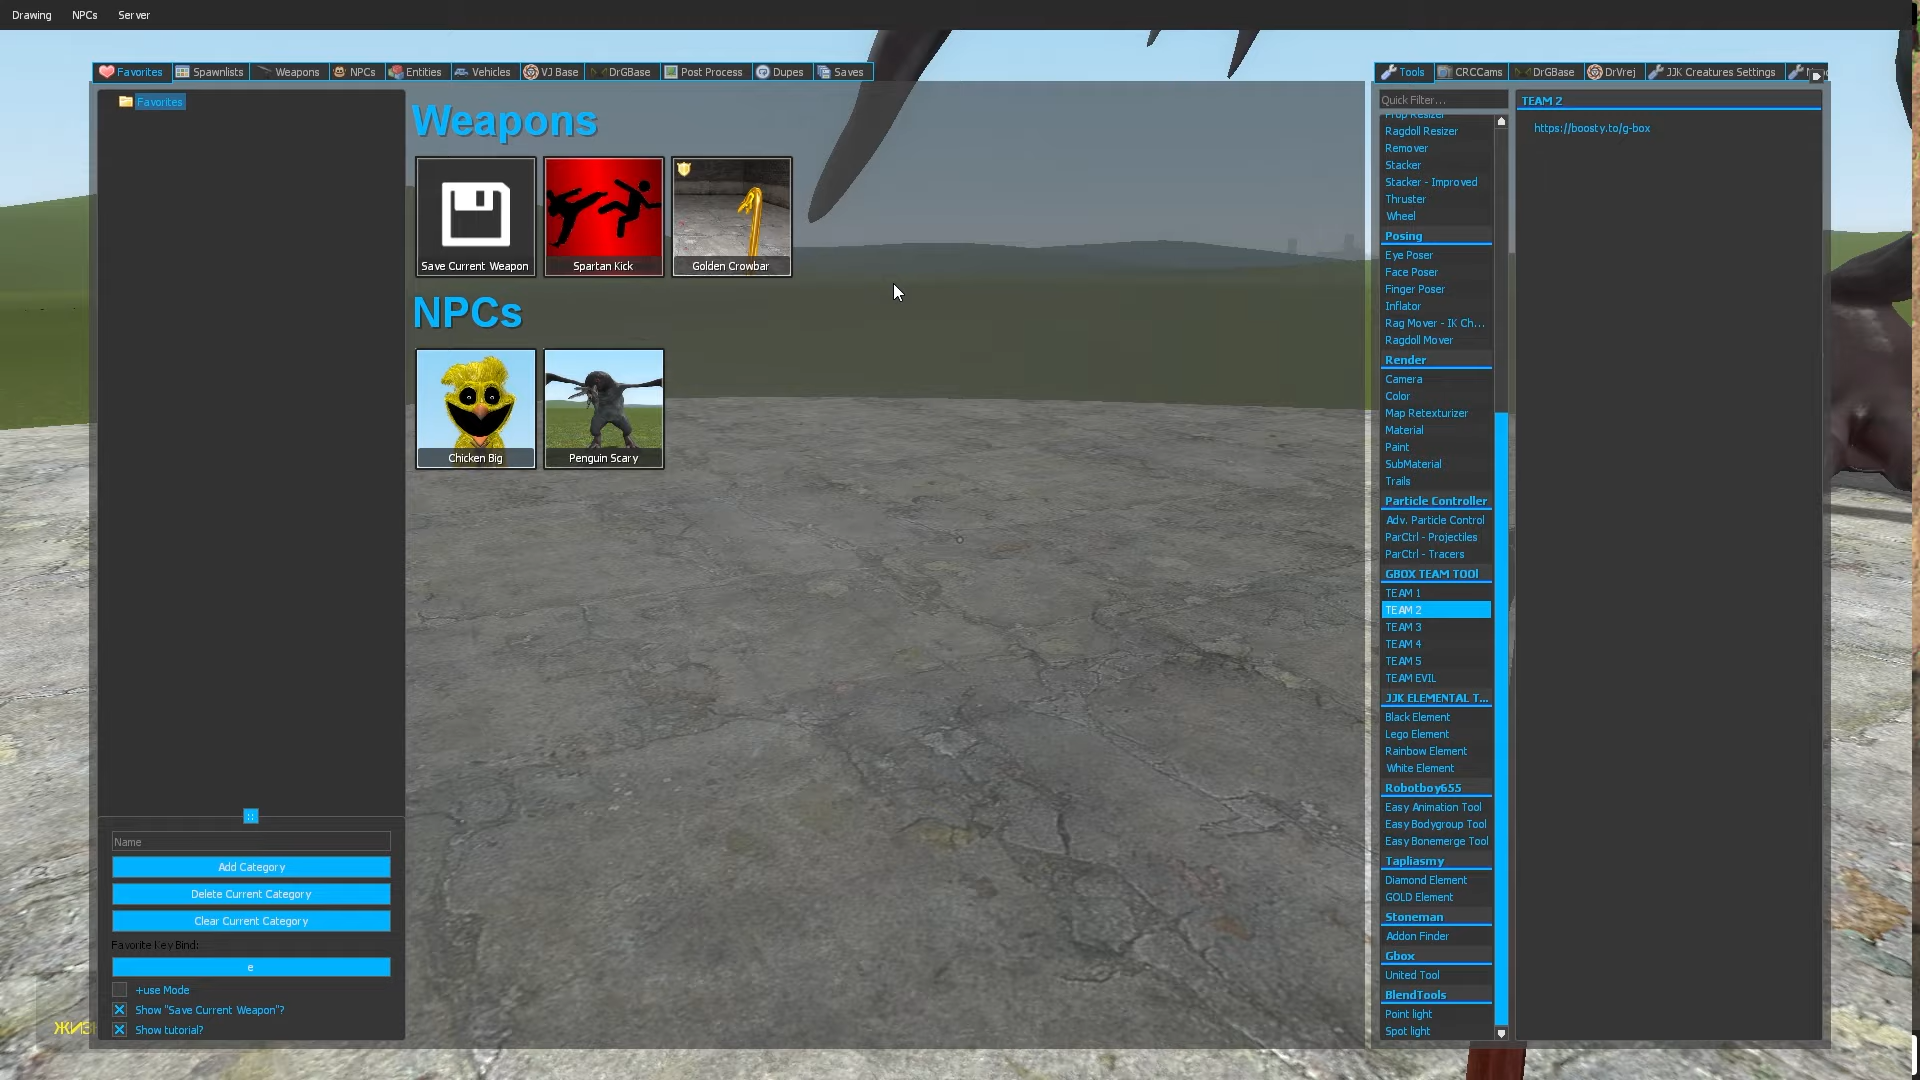 Drawing NPCs Server
Favorites Spawnlists Weapons NPCs Entities Vehicles VJ Base DrGBase Post Process Dupes Saves
Favorites
Weapons
Save Current Weapon Spartan Kick Golden Crowbar
NPCs
Chicken Big Penguin Scary
Name
Add Category
Delete Current Category
Clear Current Category
Favorite Key Bind:
e
+use Mode
Show "Save Current Weapon"?
Show tutorial?
Tools CRCCams DrGBase DrVrej JJK Creatures Settings
Quick Filter...
Prop Resizer
Ragdoll Resizer
Remover
Stacker
Stacker - Improved
Thruster
Wheel
Posing
Eye Poser
Face Poser
Finger Poser
Inflator
Rag Mover - IK Ch...
Ragdoll Mover
Render
Camera
Color
Map Retexturizer
Material
Paint
SubMaterial
Trails
Particle Controller
Adv. Particle Control
ParCtrl - Projectiles
ParCtrl - Tracers
GBOX TEAM TOOl
TEAM 1
TEAM 2
TEAM 3
TEAM 4
TEAM 5
TEAM EVIL
JJK ELEMENTAL T...
Black Element
Lego Element
Rainbow Element
White Element
Robotboy655
Easy Animation Tool
Easy Bodygroup Tool
Easy Bonemerge Tool
Tapliasmy
Diamond Element
GOLD Element
Stoneman
Addon Finder
Gbox
United Tool
BlendTools
Point light
Spot light
TEAM 2
https://boosty.to/g-box